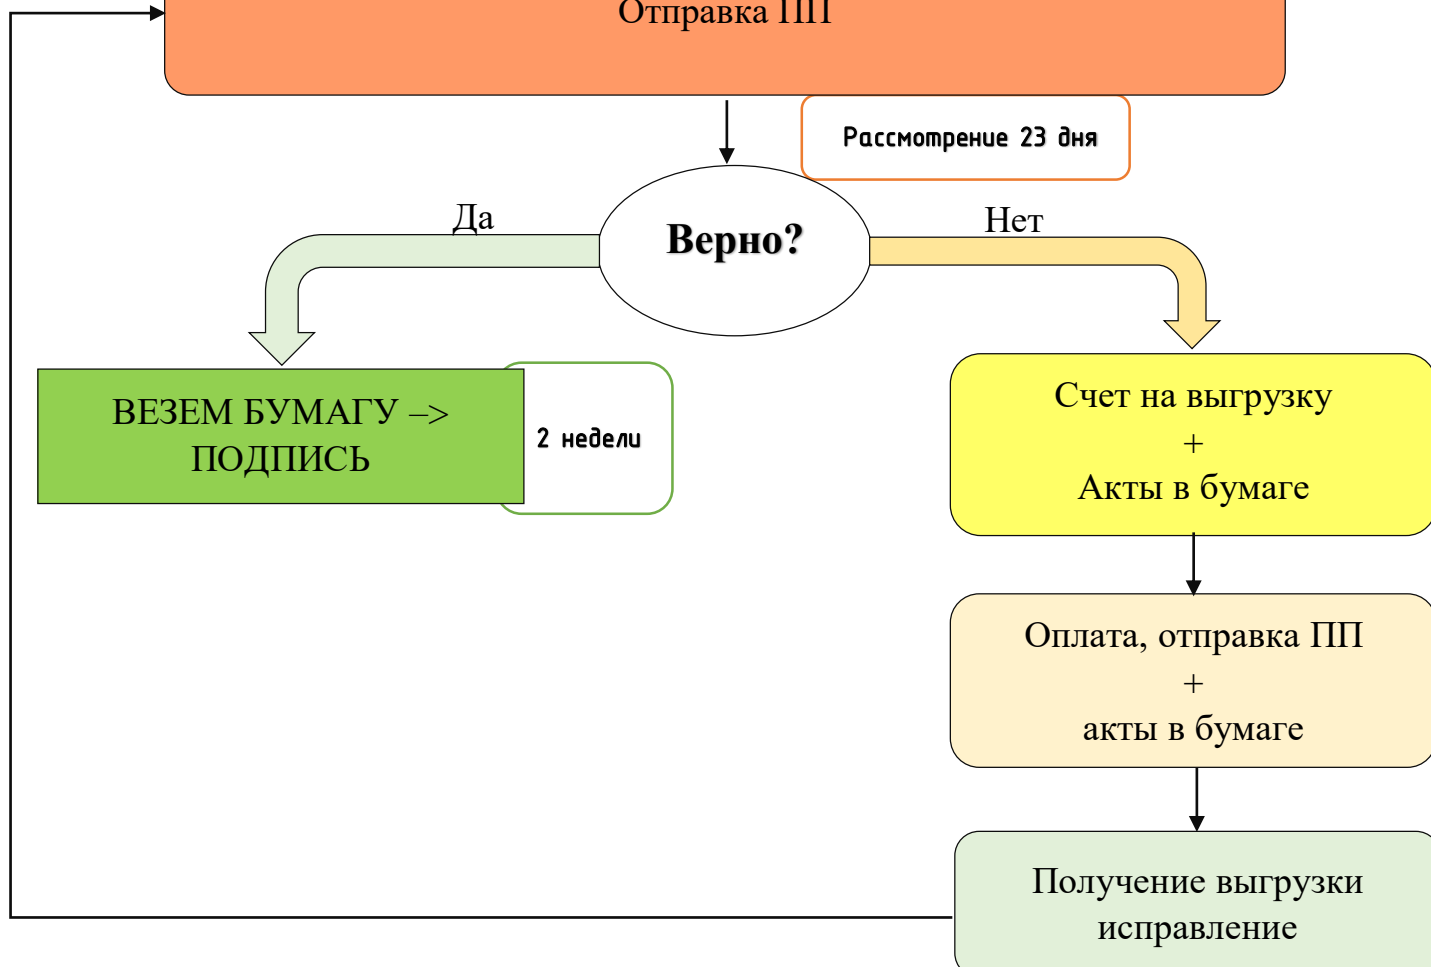 Отправка ПП
Рассмотрение 23 дня
Да
Верно?
Нет
ВЕЗЕМ БУМАГУ –>
ПОДПИСЬ
2 недели
Счет на выгрузку
+
Акты в бумаге
Оплата, отправка ПП
+
акты в бумаге
Получение выгрузки
исправление